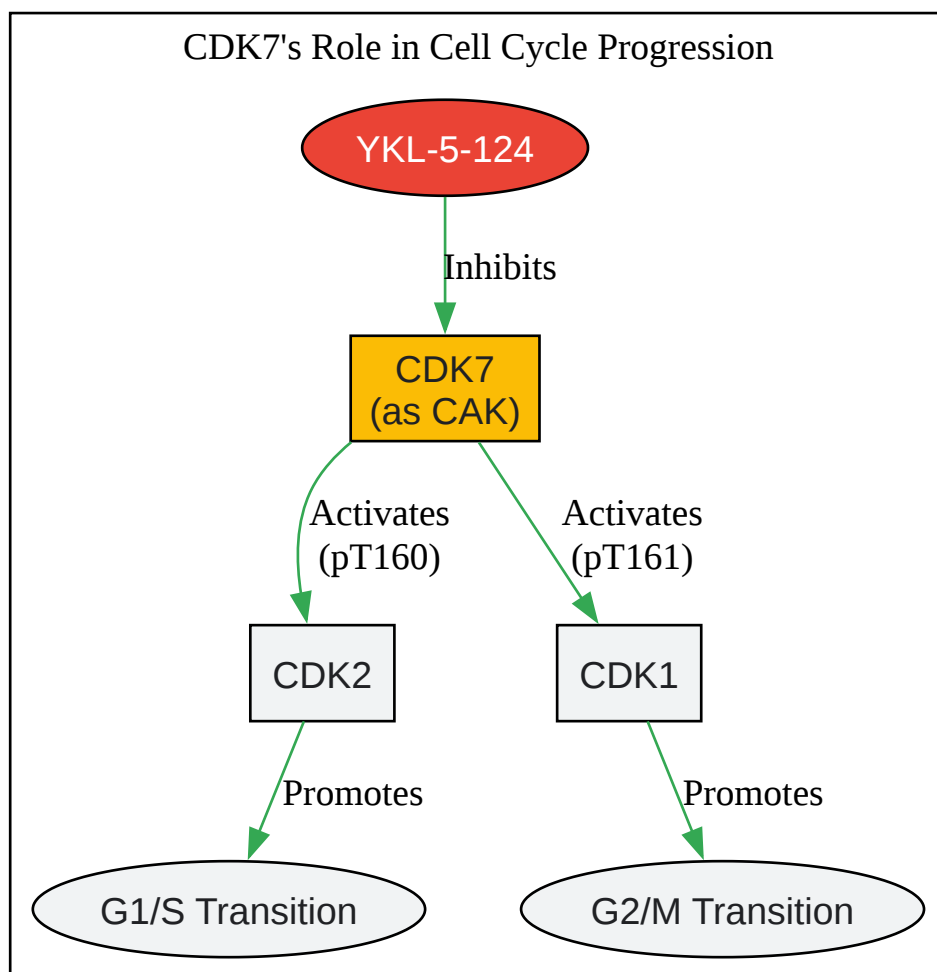 CDK7's Role in Cell Cycle Progression
YKL-5-124
Inhibits
CDK7
(as CAK)
Activates
(pT160)
Activates
(pT161)
CDK2
CDK1
Promotes
Promotes
G1/S Transition
G2/M Transition